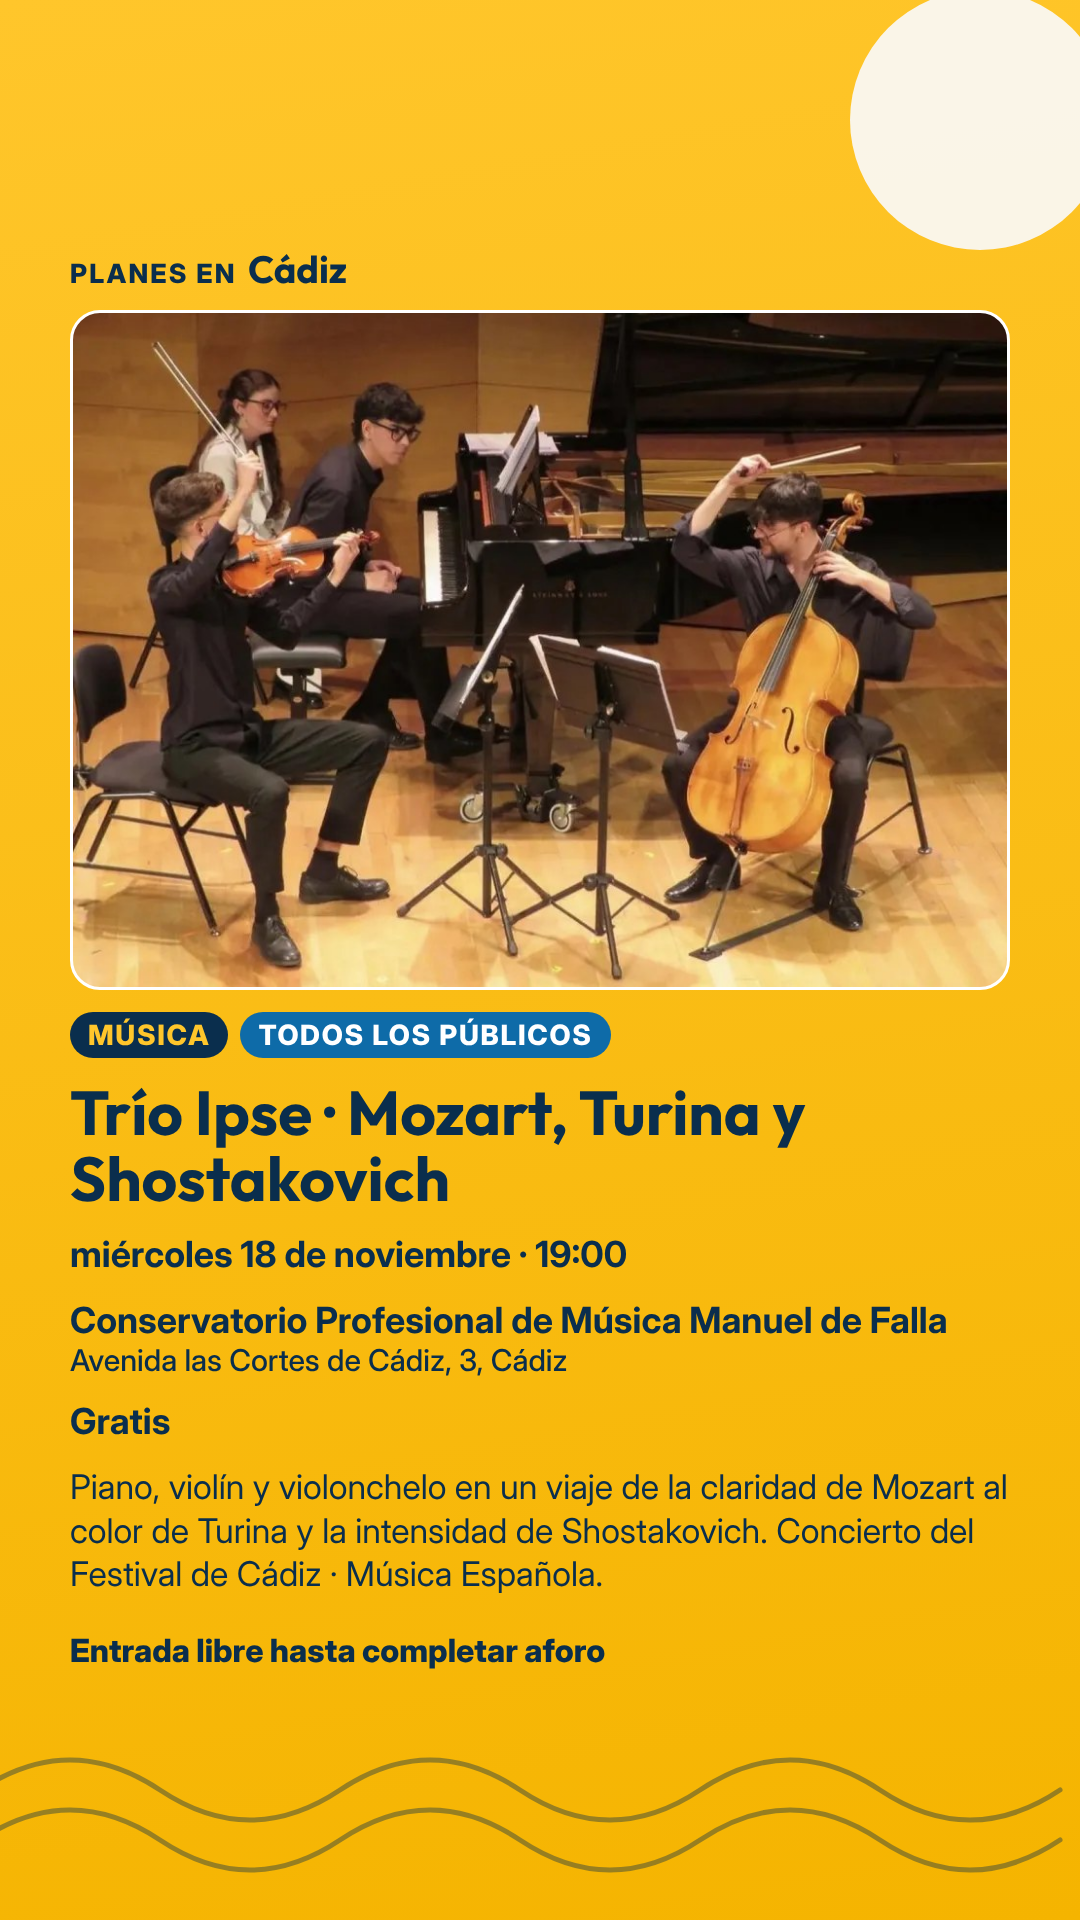 PLANES EN Cádiz
STEINWAY & SONS
MÚSICA
TODOS LOS PÚBLICOS
Trío Ipse · Mozart, Turina y
Shostakovich
miércoles 18 de noviembre · 19:00
Conservatorio Profesional de Música Manuel de Falla
Avenida las Cortes de Cádiz, 3, Cádiz
Gratis
Piano, violín y violonchelo en un viaje de la claridad de Mozart al
color de Turina y la intensidad de Shostakovich. Concierto del
Festival de Cádiz · Música Española.
Entrada libre hasta completar aforo